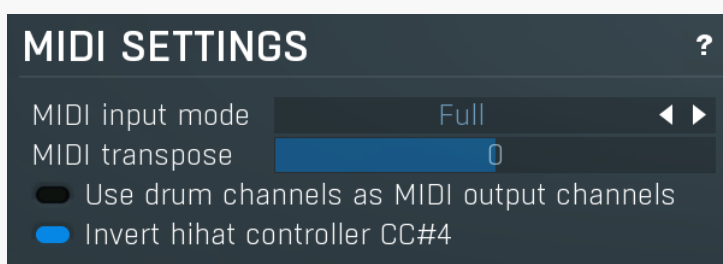 MIDI SETTINGS ?
MIDI input mode Full
MIDI transpose 0
Use drum channels as MIDI output channels
Invert hihat controller CC#4